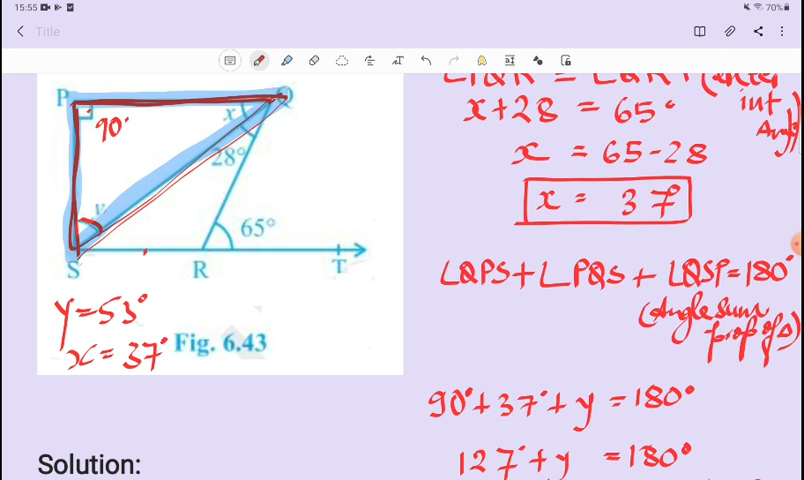 15:55
70%
Title
P
Q
90°
x
28°
y
65°
S
R
T
y=53°
x=37°
Fig. 6.43
Solution:
x+28 = 65°
int
x = 65-28
x = 37
∠QPS+∠PQS+∠QSP=180°
(Angle sum
prop of Δ)
90°+37°+y=180°
127°+y =180°